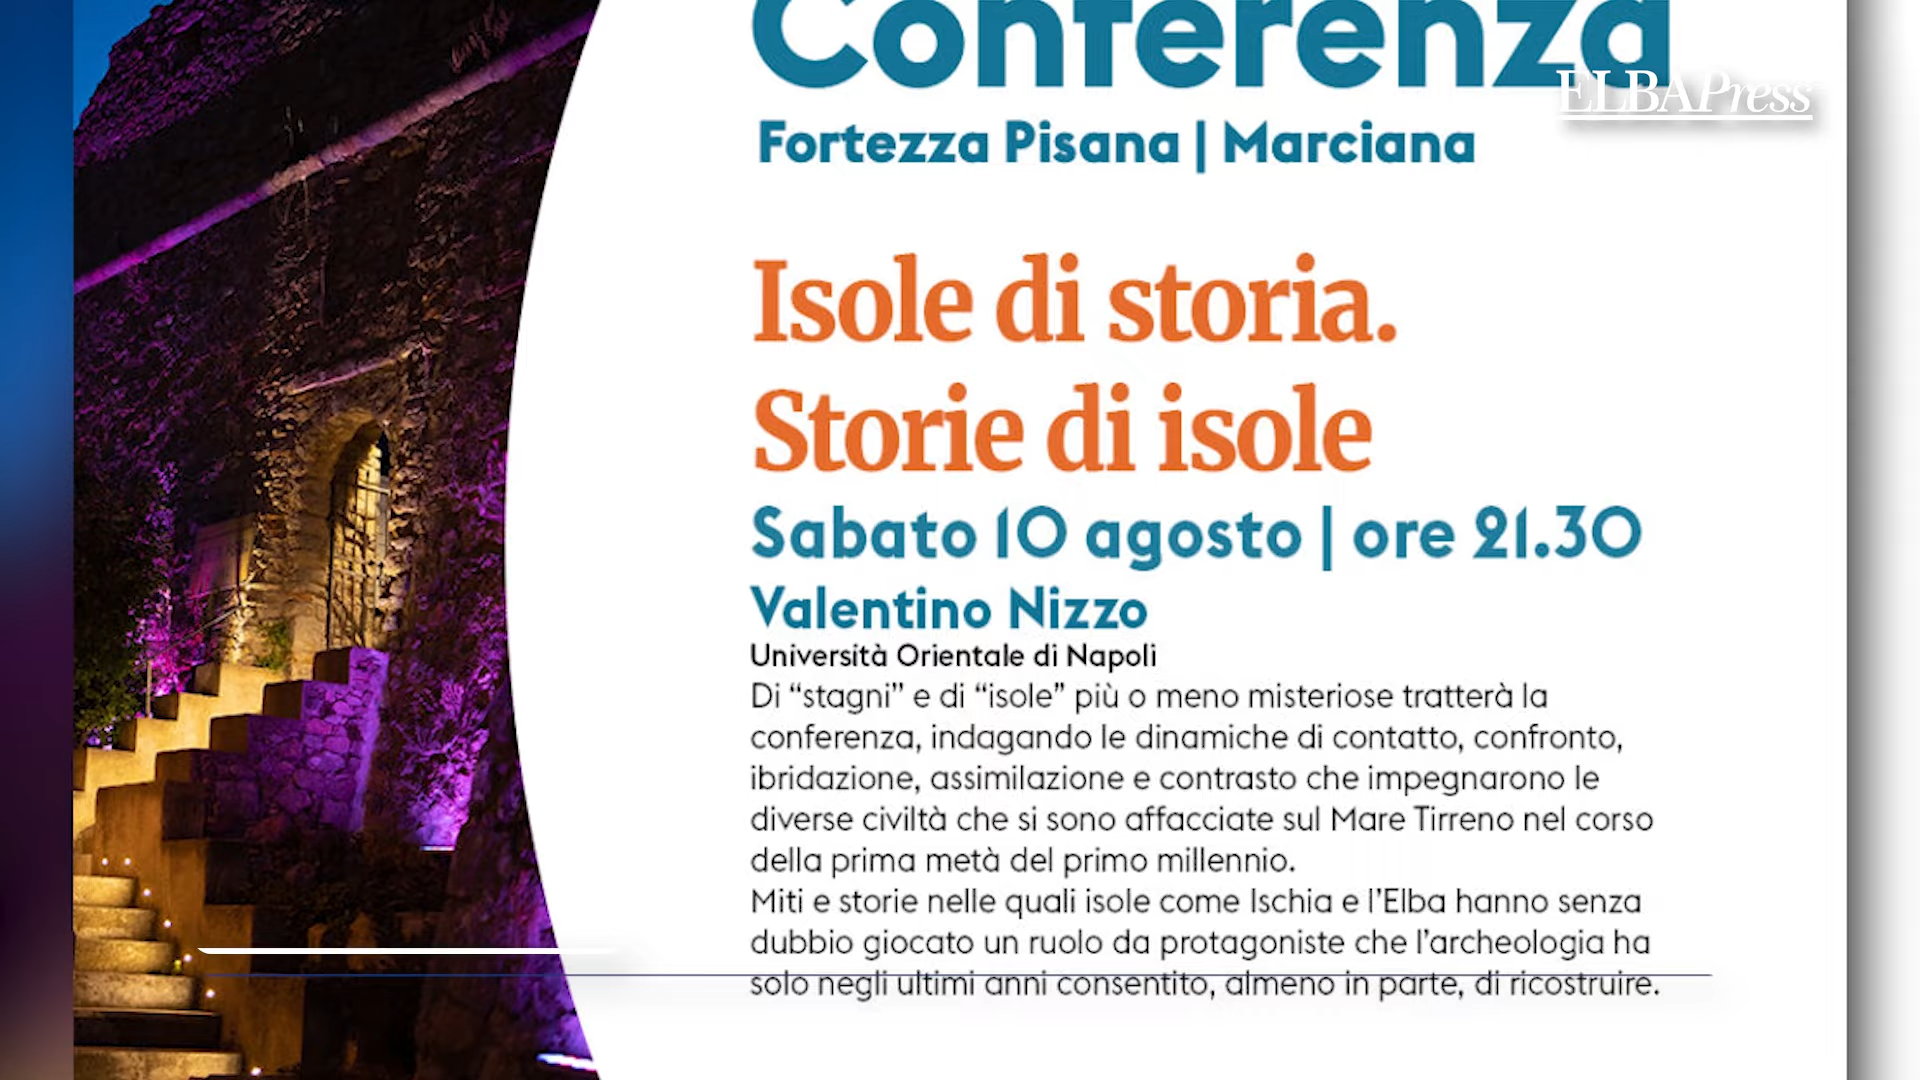 Conferenza
ELBAPress
Fortezza Pisana | Marciana
Isole di storia.
Storie di isole
Sabato 10 agosto | ore 21.30
Valentino Nizzo
Università Orientale di Napoli
Di “stagni” e di “isole” più o meno misteriose tratterà la
conferenza, indagando le dinamiche di contatto, confronto,
ibridazione, assimilazione e contrasto che impegnarono le
diverse civiltà che si sono affacciate sul Mare Tirreno nel corso
della prima metà del primo millennio.
Miti e storie nelle quali isole come Ischia e l’Elba hanno senza
dubbio giocato un ruolo da protagoniste che l’archeologia ha
solo negli ultimi anni consentito, almeno in parte, di ricostruire.